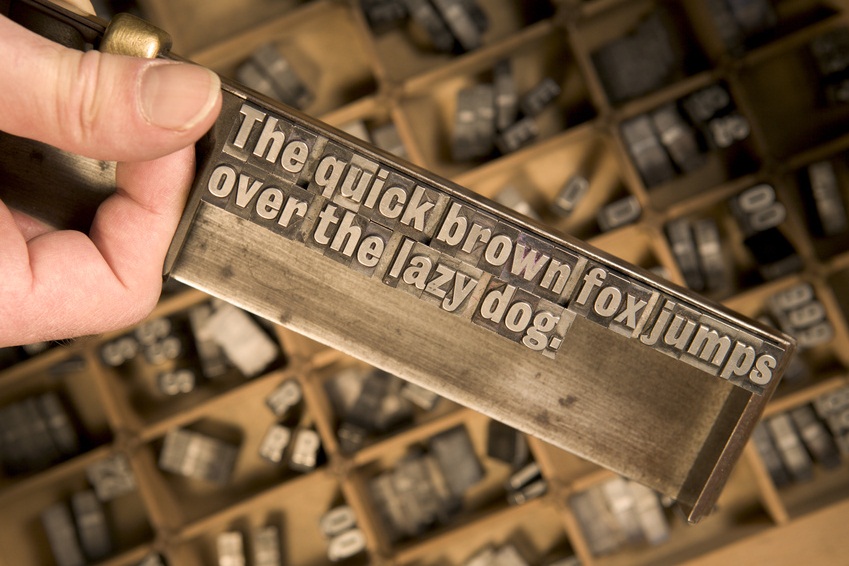 The quick brown fox jumps
over the lazy dog.